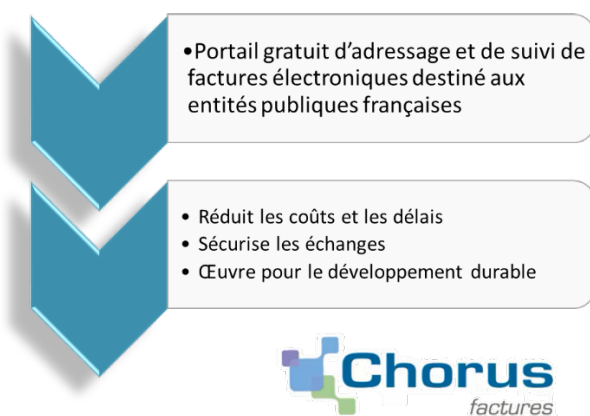 •Portail gratuit d’adressage et de suivi de
factures électroniques destiné aux
entités publiques françaises
• Réduit les coûts et les délais
• Sécurise les échanges
• Œuvre pour le développement durable
Chorus
factures